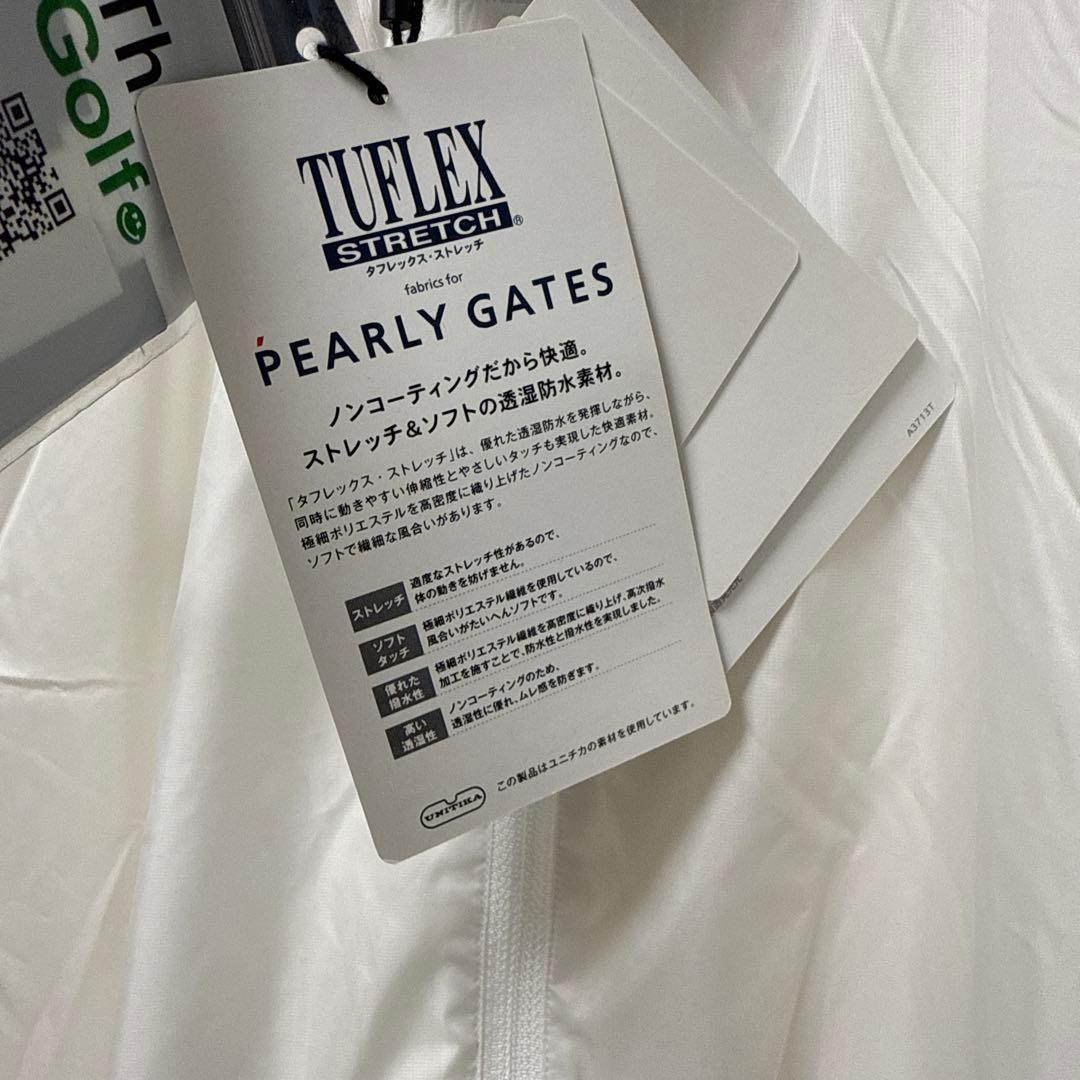 Th
Golf
TUFLEX
STRETCH®
タフレックス・ストレッチ
fabrics for
PEARLY GATES
ノンコーティングだから快適。
ストレッチ&ソフトの透湿防水素材。
「タフレックス・ストレッチ」は、優れた透湿防水を発揮しながら、
同時に動きやすい伸縮性とやさしいタッチも実現した快適素材。
極細ポリエステルを高密度に織り上げたノンコーティングなので、
ソフトで繊細な風合いがあります。
ストレッチ
適度なストレッチ性があるので、
体の動きを妨げません。
ソフト
タッチ
極細ポリエステル繊維を使用しているので、
風合いがたいへんソフトです。
優れた
撥水性
極細ポリエステル繊維を高密度に織り上げ、高次撥水
加工を施すことで、防水性と撥水性を実現しました。
高い
透湿性
ノンコーティングのため、
透湿性に優れ、ムレ感を防ぎます。
UNITIKA
この製品はユニチカの素材を使用しています。
A3713T